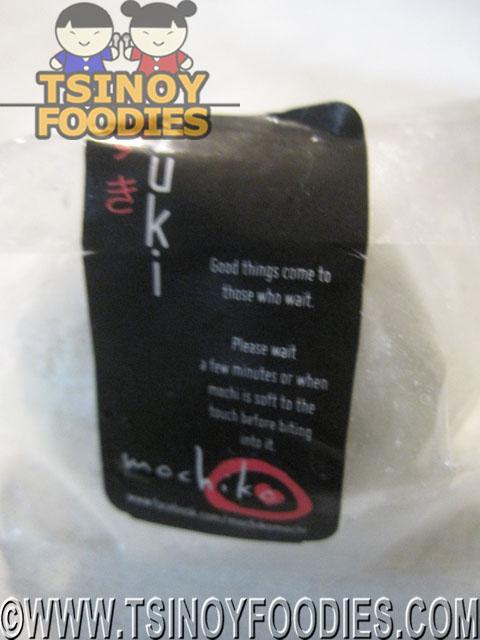 TSINOY
FOODIES
き
uki
Good things come to
those who wait.
Please wait
a few minutes or when
mochi is soft to the
touch before biting
into it.
mochiko
©WWW.TSINOYFOODIES.COM